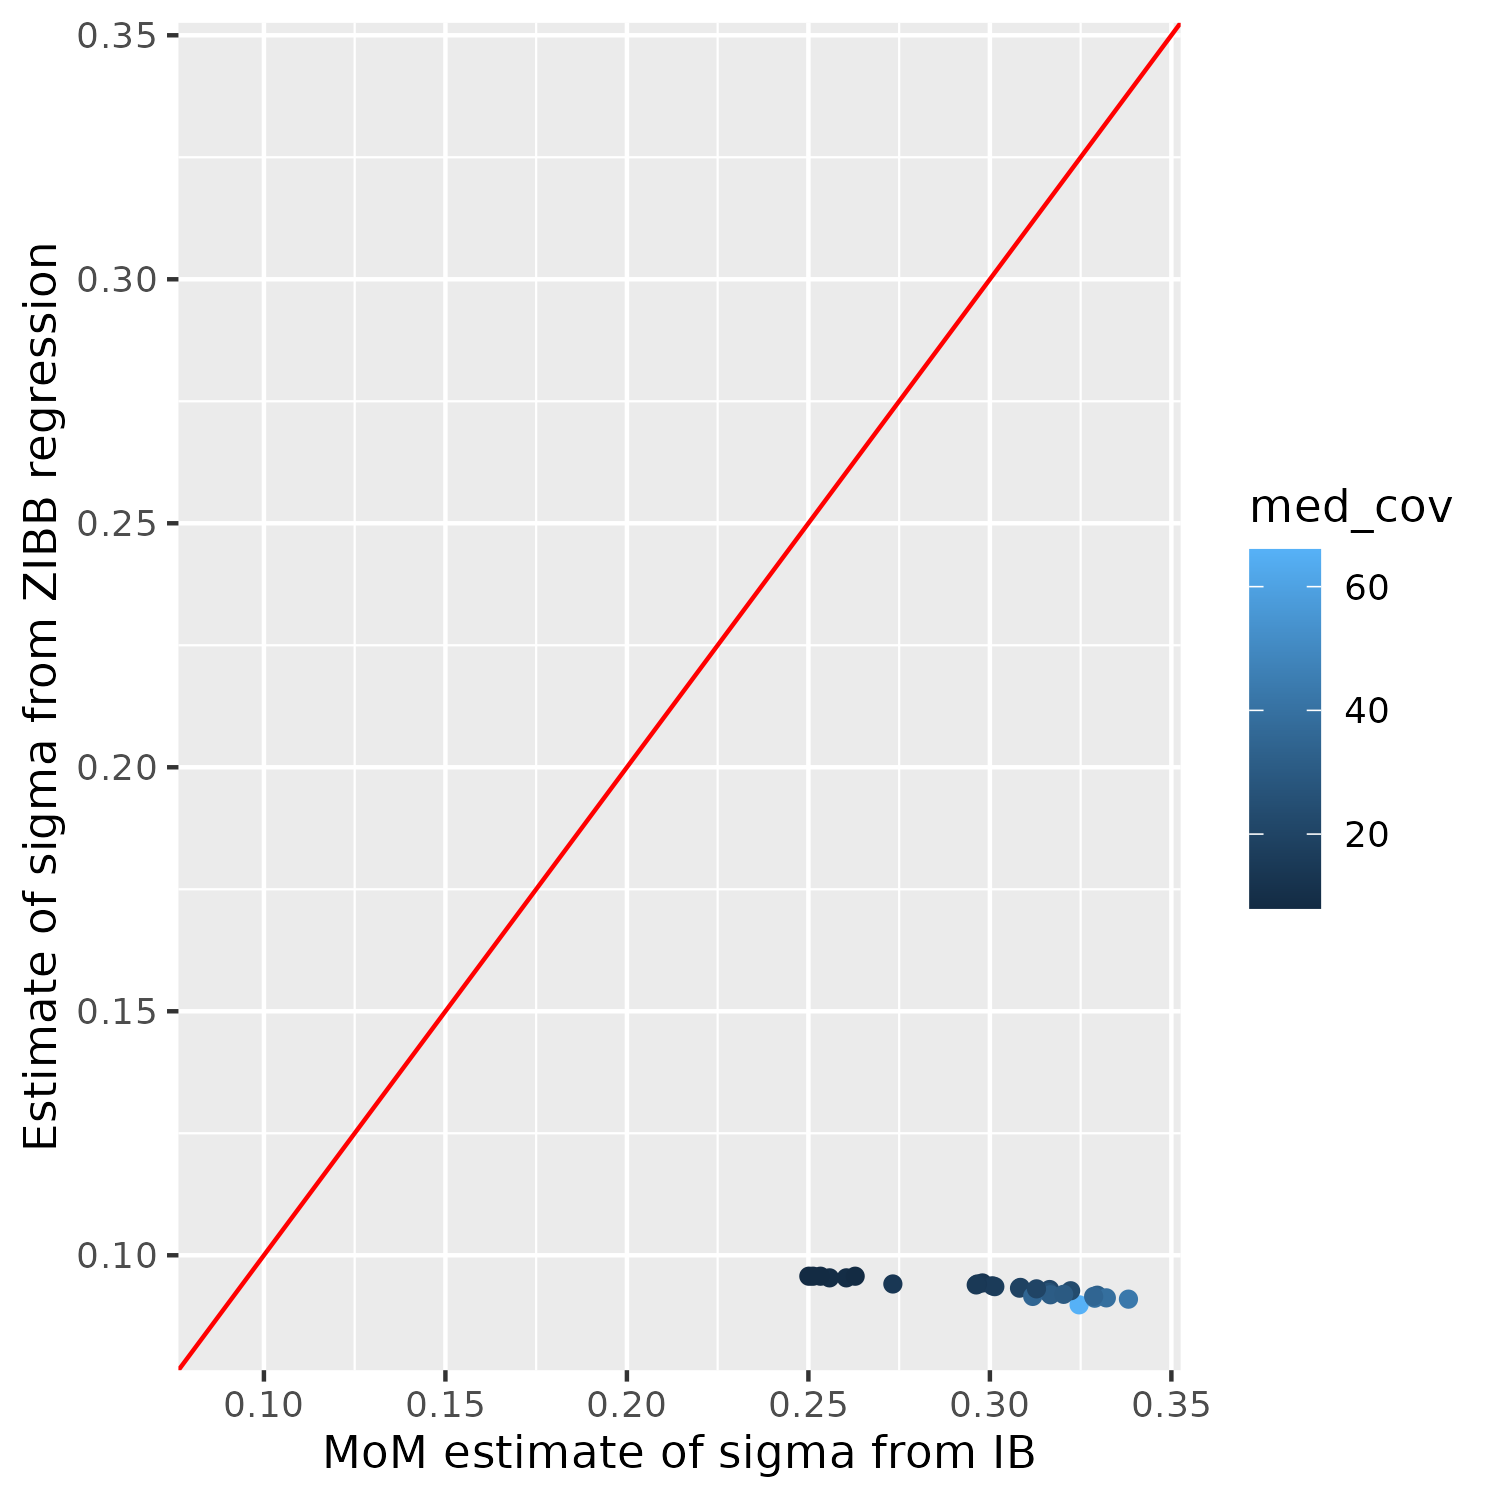 Estimate of sigma from ZIBB regression
0.35
0.30
0.25
0.20
0.15
0.10
0.10 0.15 0.20 0.25 0.30 0.35
MoM estimate of sigma from IB
med_cov
60
40
20